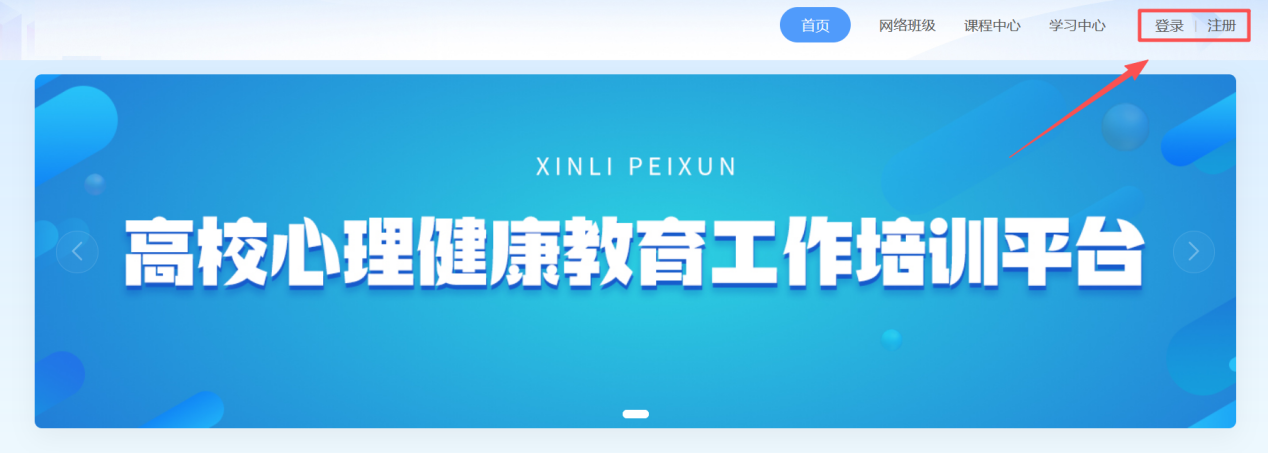 首页 网络班级 课程中心 学习中心 登录 | 注册
XINLI PEIXUN
高校心理健康教育工作培训平台